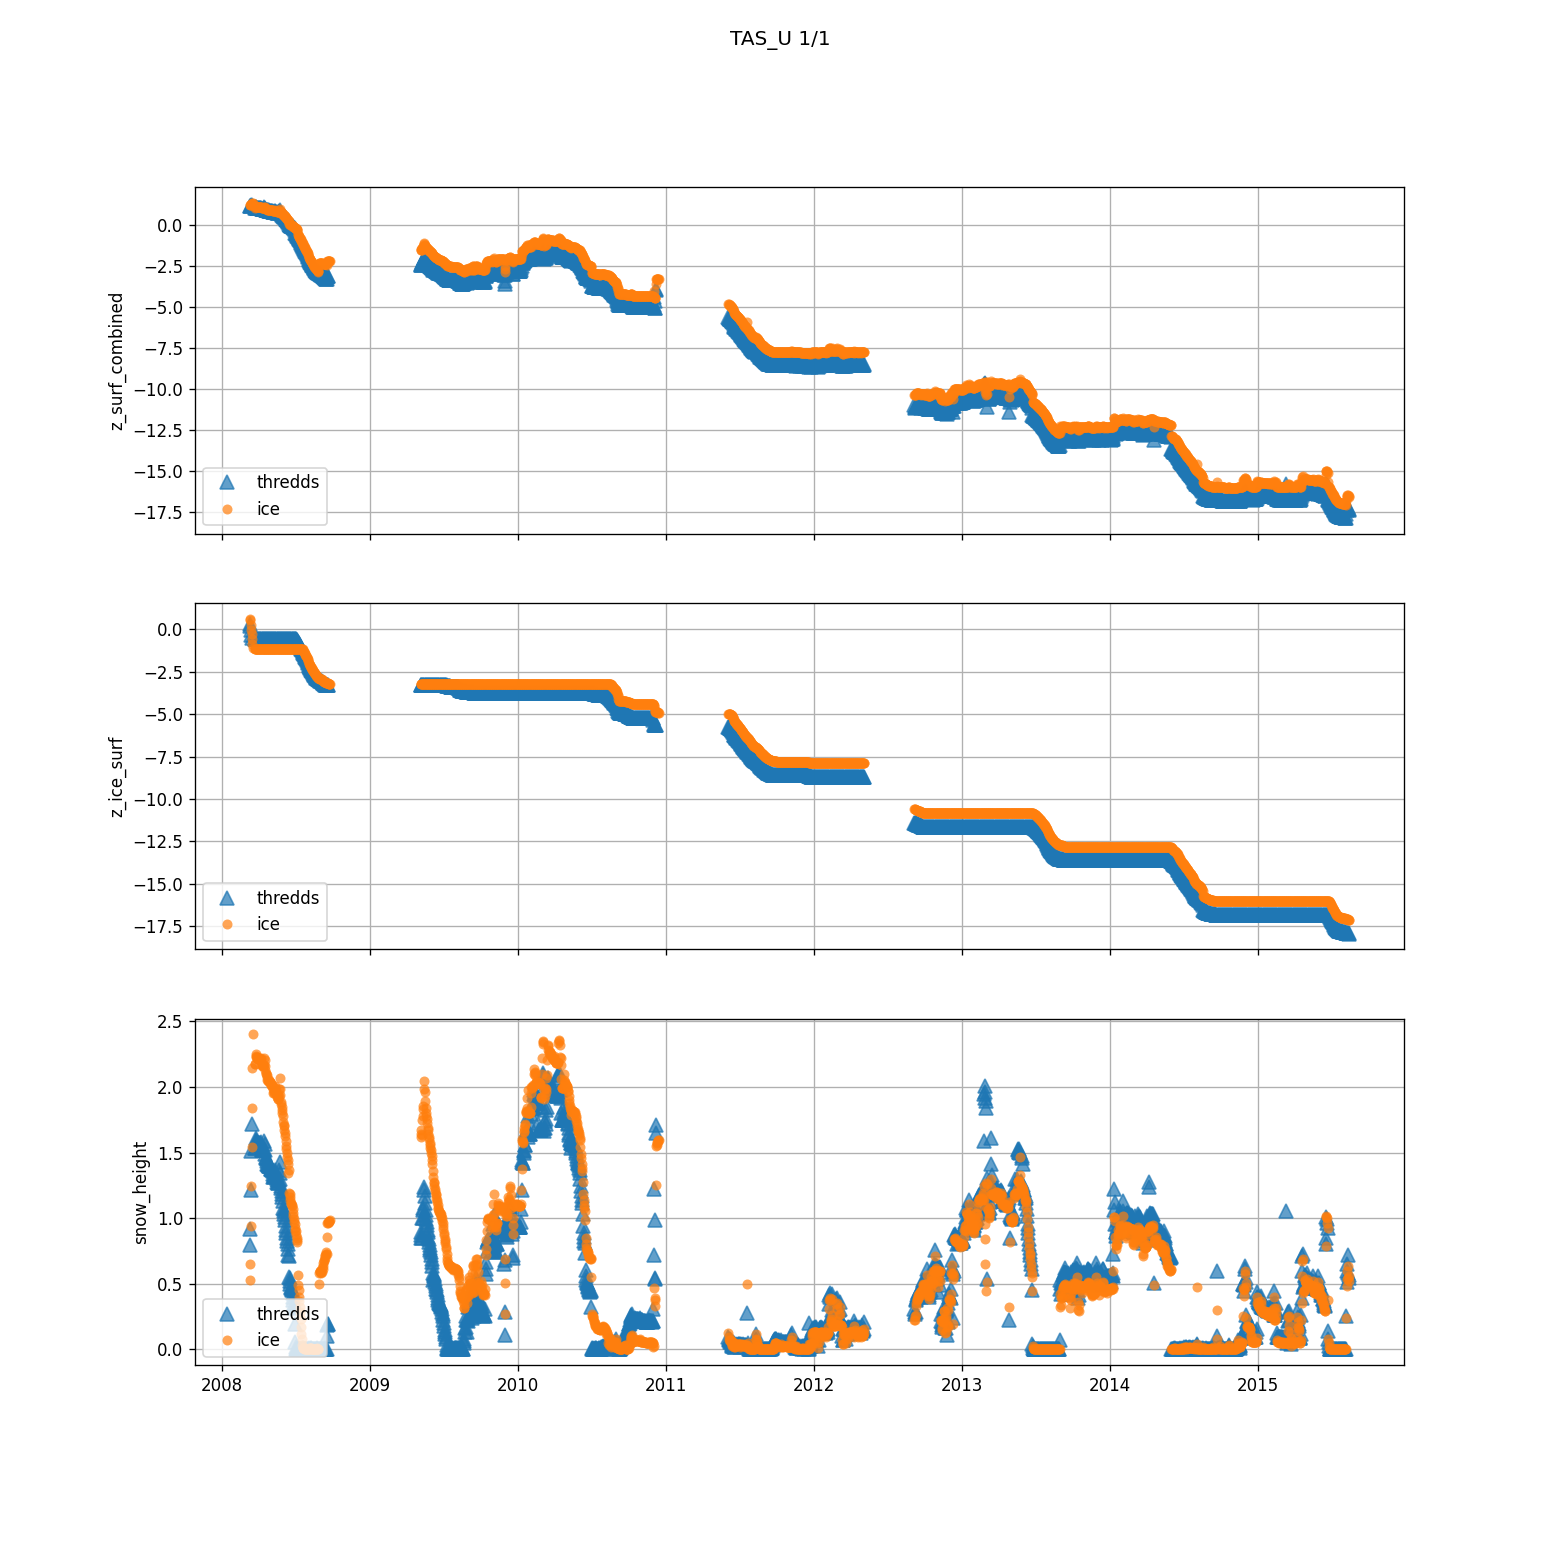 TAS_U 1/1
z_surf_combined
0.0
−2.5
−5.0
−7.5
−10.0
−12.5
−15.0
−17.5
thredds
ice
z_ice_surf
0.0
−2.5
−5.0
−7.5
−10.0
−12.5
−15.0
−17.5
thredds
ice
snow_height
2.5
2.0
1.5
1.0
0.5
0.0
thredds
ice
2008 2009 2010 2011 2012 2013 2014 2015